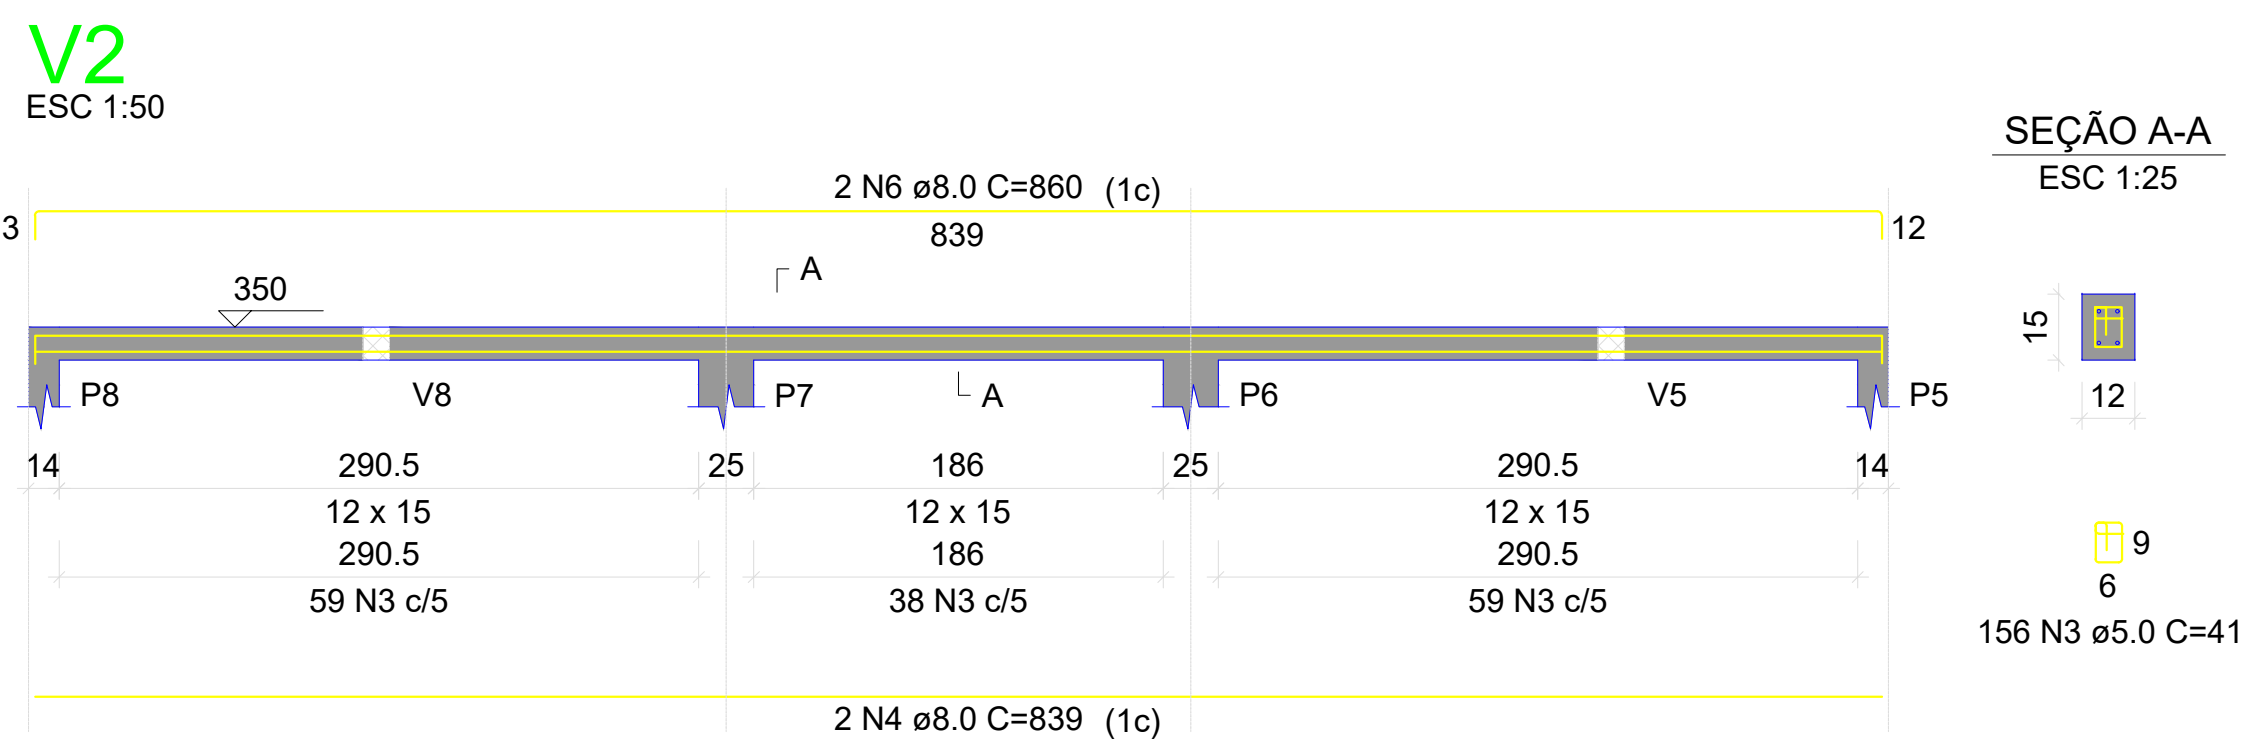 V2
ESC 1:50
SEÇÃO A-A
ESC 1:25
2 N6 ø8.0 C=860 (1c)
3
839
12
A
350
15
12
P8
V8
P7
A
P6
V5
P5
14
290.5
25
186
25
290.5
14
12 x 15
12 x 15
12 x 15
290.5
186
290.5
59 N3 c/5
38 N3 c/5
59 N3 c/5
9
6
156 N3 ø5.0 C=41
2 N4 ø8.0 C=839 (1c)